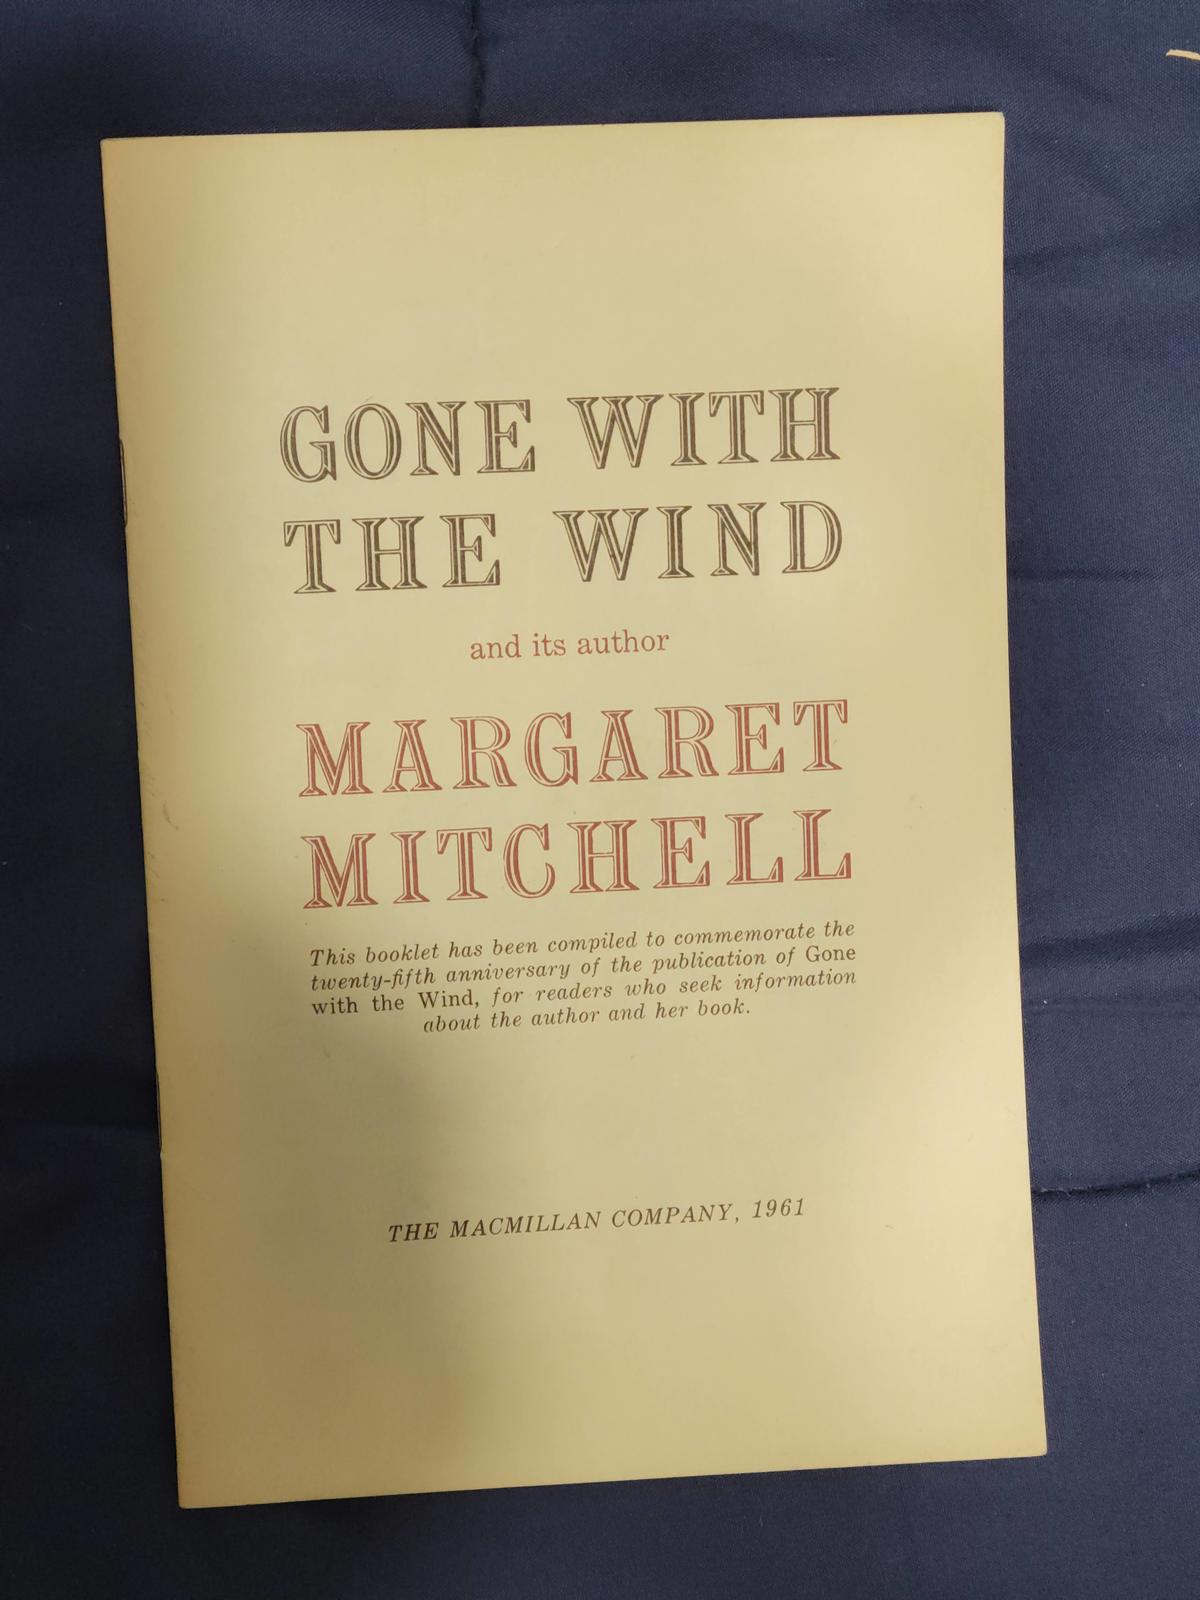 GONE WITH
THE WIND
and its author
MARGARET
MITCHELL
This booklet has been compiled to commemorate the
twenty-fifth anniversary of the publication of Gone
with the Wind, for readers who seek information
about the author and her book.
THE MACMILLAN COMPANY, 1961